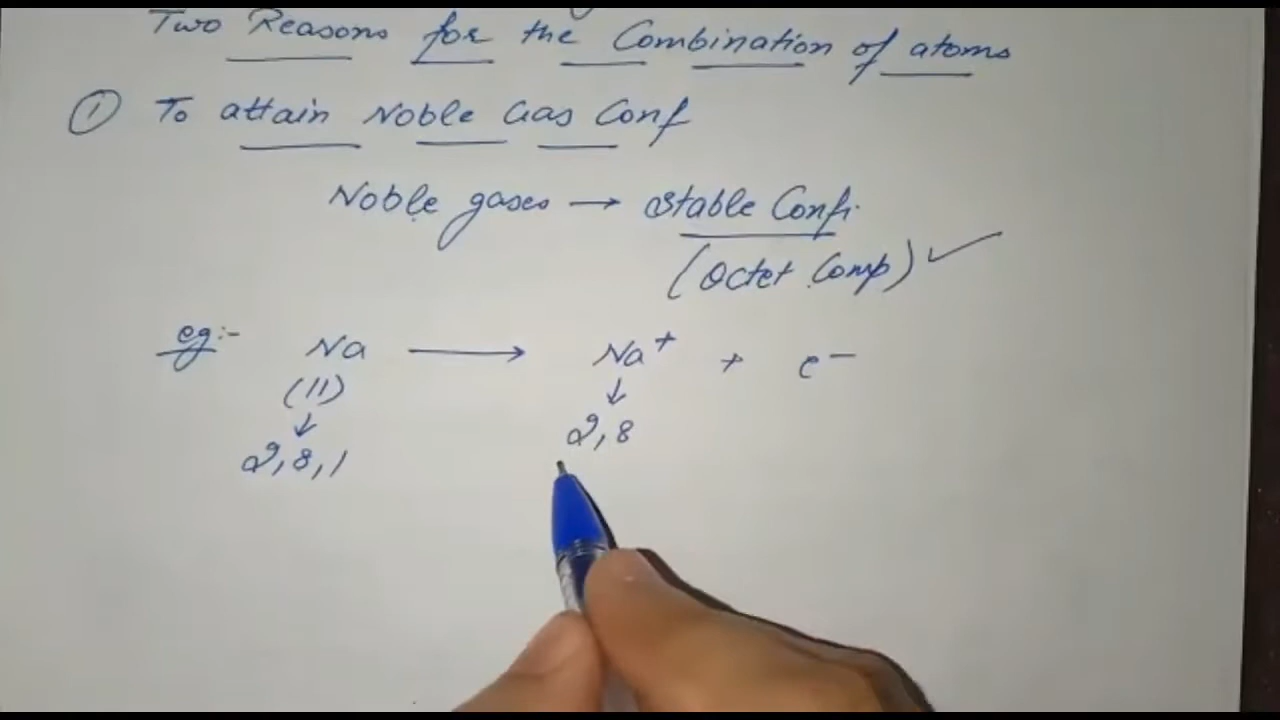 Two Reasons for the Combination of atoms
① To attain Noble Gas Conf
Noble gases → Stable Confi.
(Octet Comp) ✓
eg:- Na → Na⁺ + e⁻
(11) ↓
↓ 2,8
2,8,1